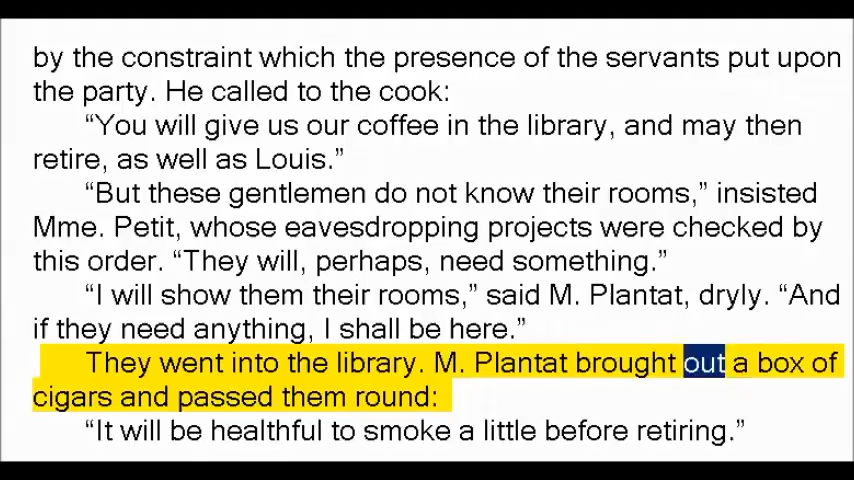 by the constraint which the presence of the servants put upon
the party. He called to the cook:
“You will give us our coffee in the library, and may then
retire, as well as Louis.”
“But these gentlemen do not know their rooms,” insisted
Mme. Petit, whose eavesdropping projects were checked by
this order. “They will, perhaps, need something.”
“I will show them their rooms,” said M. Plantat, dryly. “And
if they need anything, I shall be here.”
They went into the library. M. Plantat brought out a box of
cigars and passed them round:
“It will be healthful to smoke a little before retiring.”